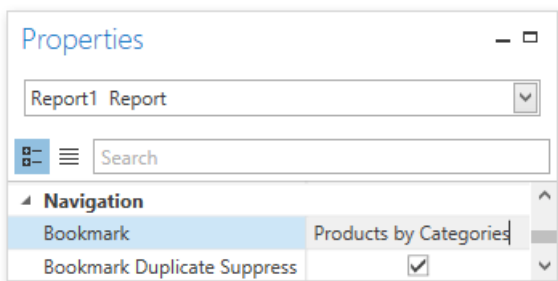 Properties
Report1 Report
Search
Navigation
Bookmark Products by Categories
Bookmark Duplicate Suppress